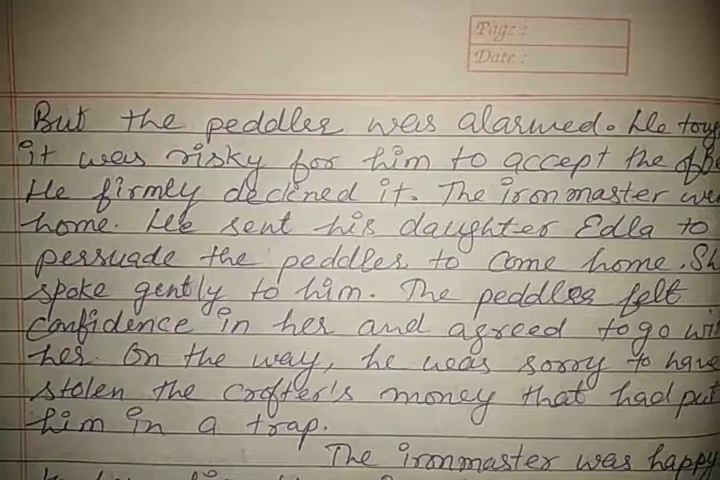 Page :
Date :
But the peddler was alarmed. He
it was risky for him to accept the
He firmly declined it. The ironmaster
home. He sent his daughter Edla to
persuade the peddler to come home.
spoke gently to him. The peddler felt
confidence in her and agreed to go
her. On the way, he was sorry to have
stolen the crofter's money that had put
him in a trap.
The ironmaster was happy